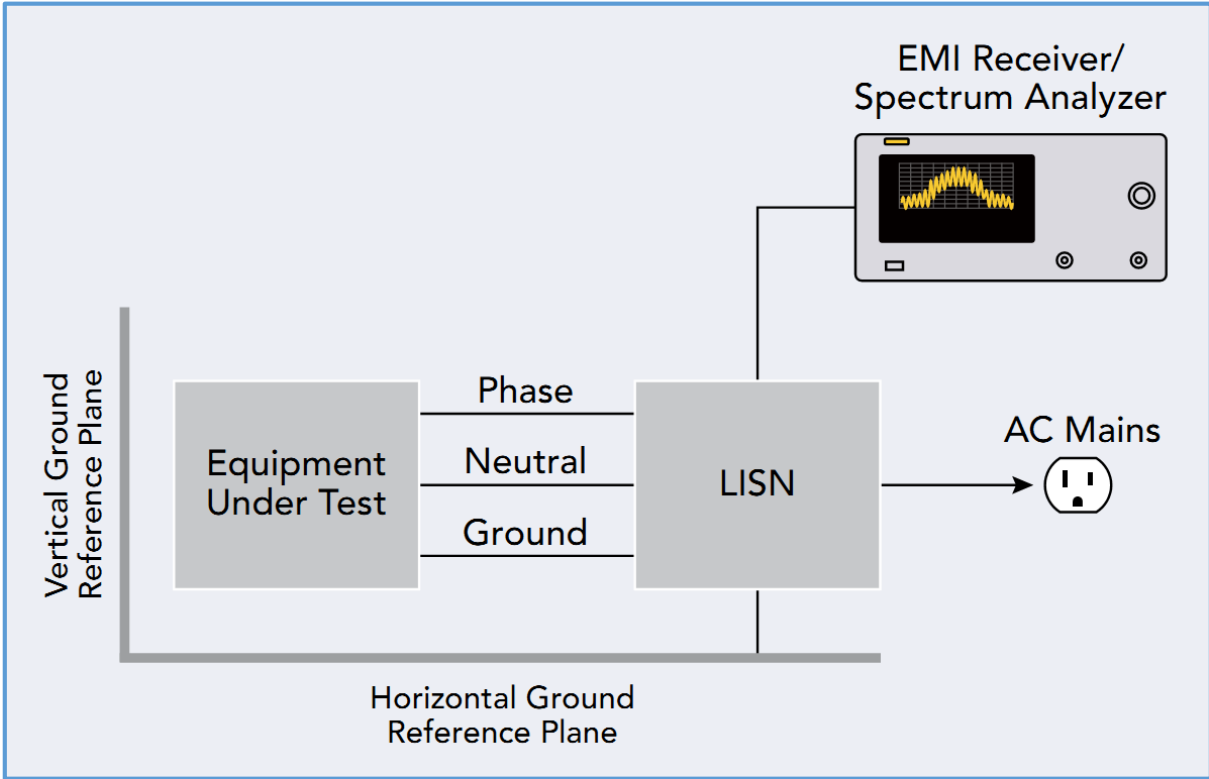 EMI Receiver/
Spectrum Analyzer
Vertical Ground
Reference Plane
Equipment
Under Test
Phase
Neutral
Ground
LISN
AC Mains
Horizontal Ground
Reference Plane